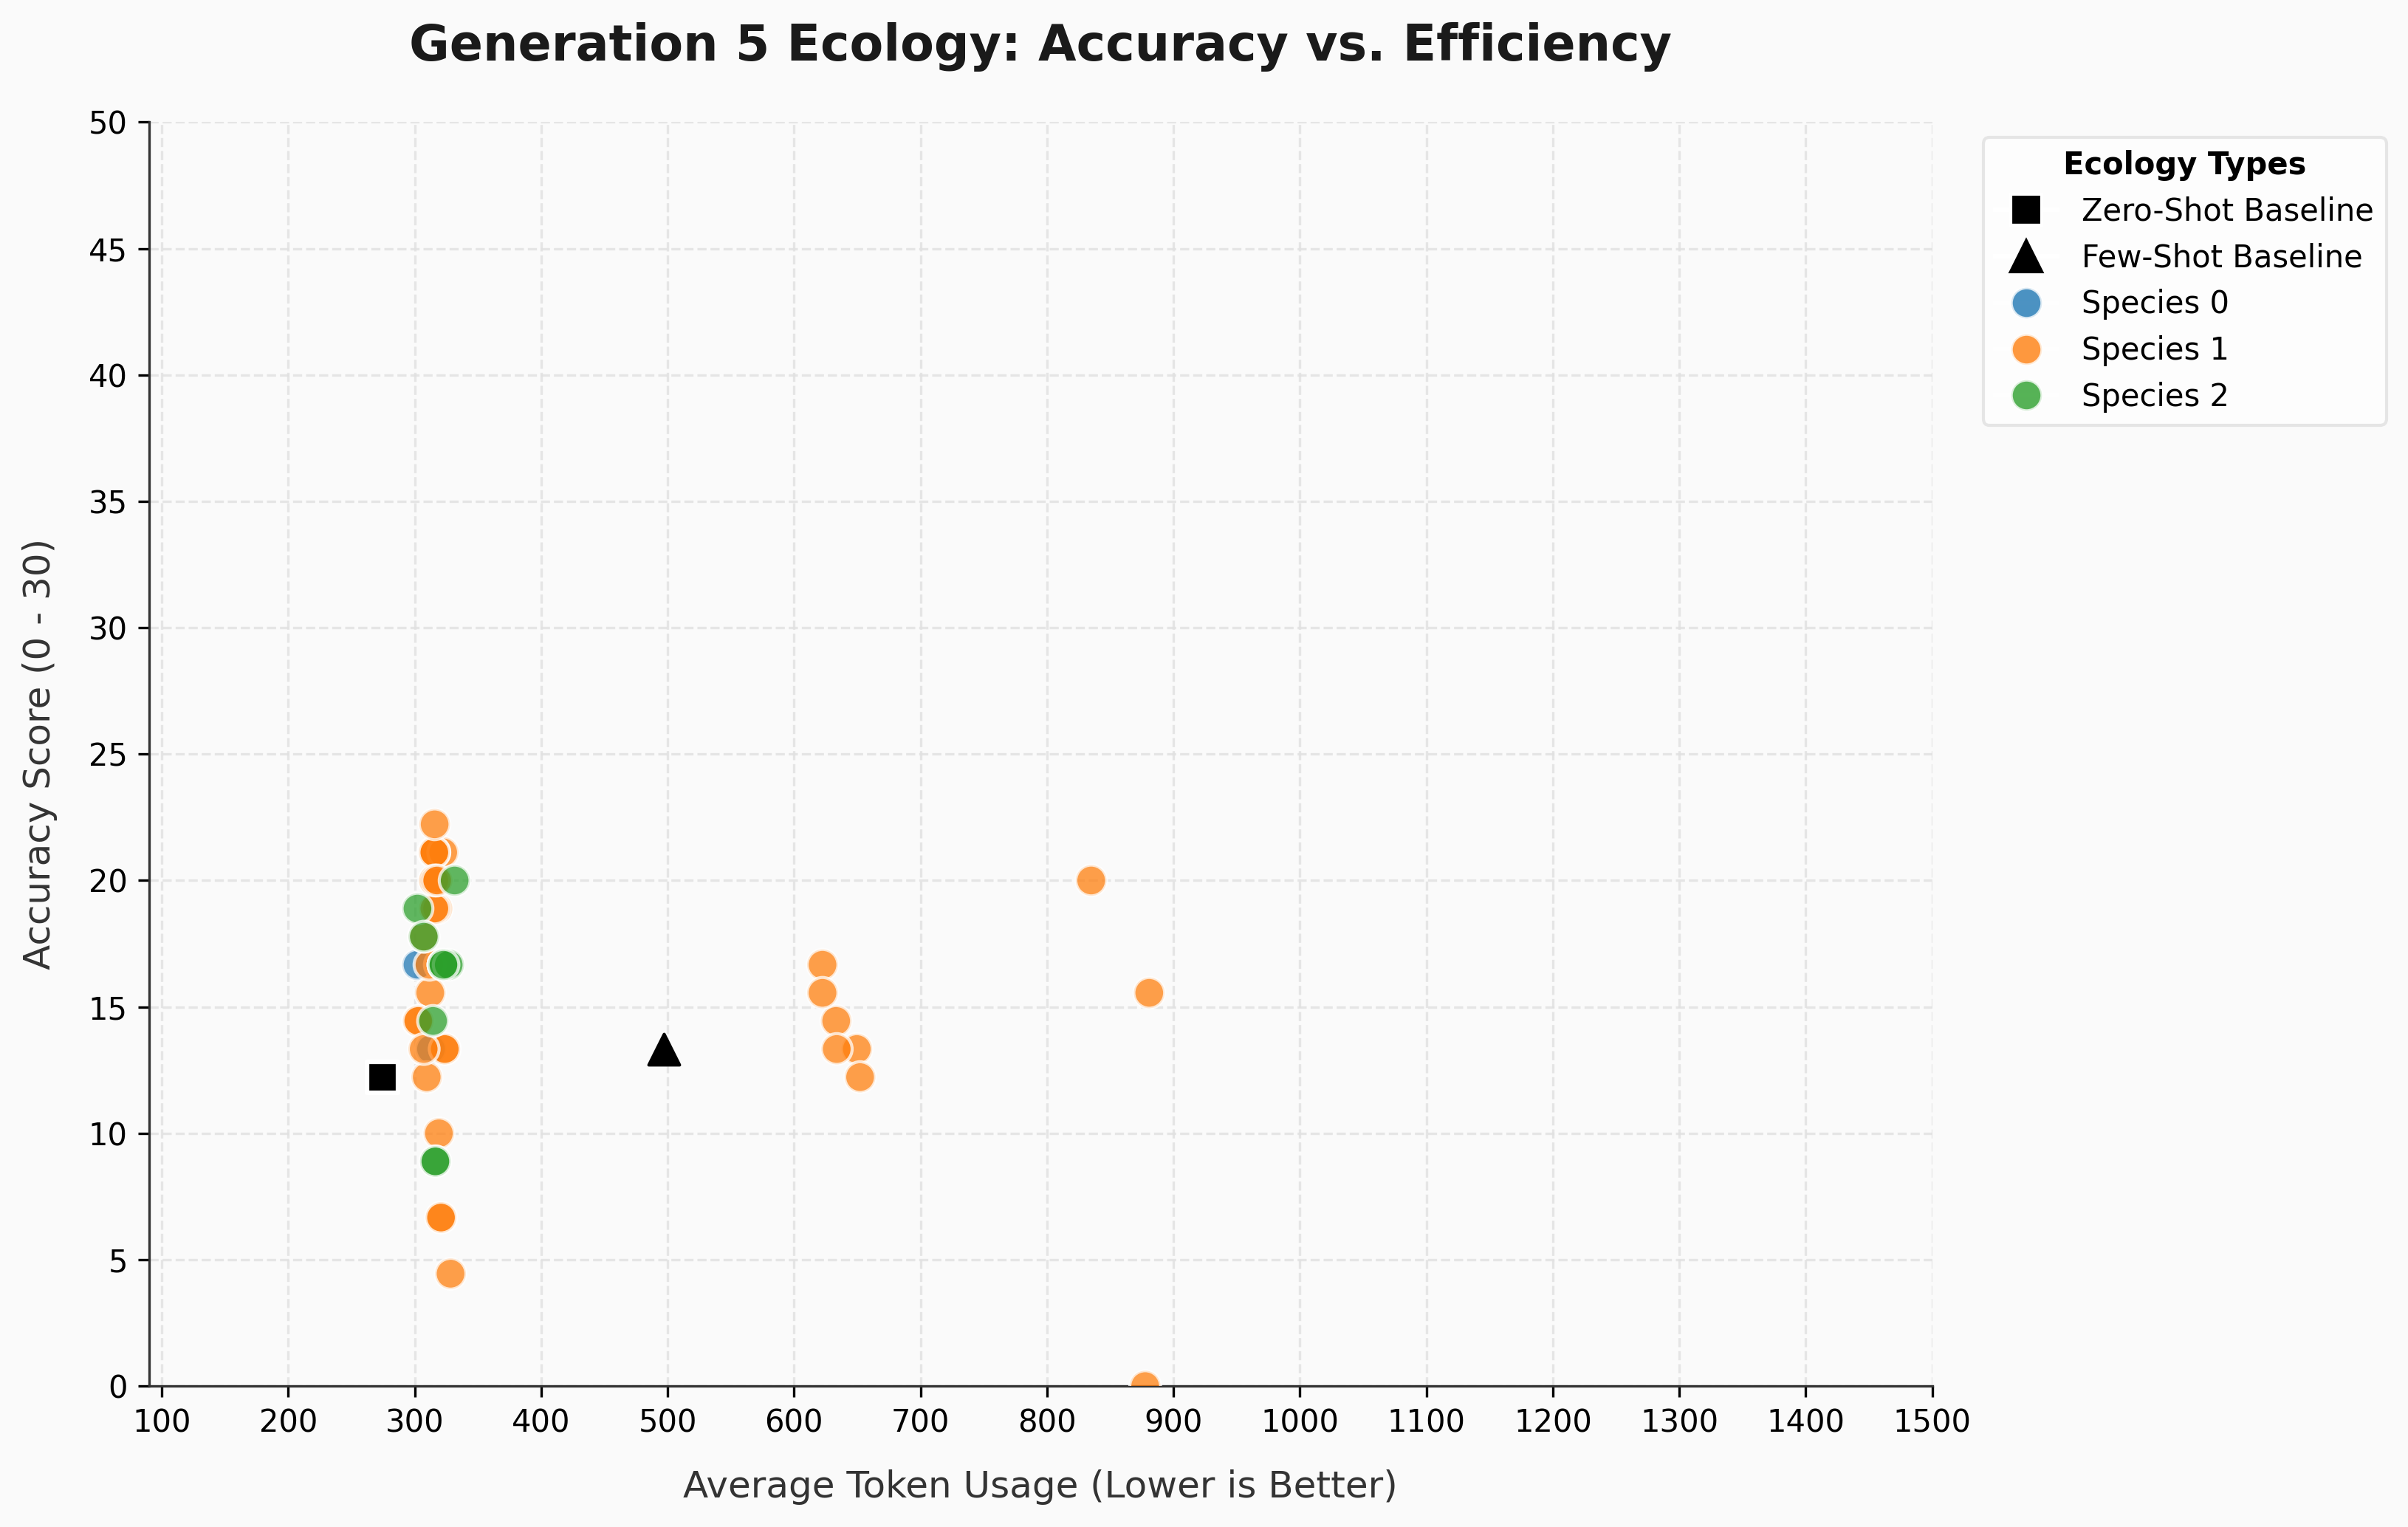 Generation 5 Ecology: Accuracy vs. Efficiency
50
45
40
35
30
25
20
15
10
5
0
Accuracy Score (0 - 30)
100 200 300 400 500 600 700 800 900 1000 1100 1200 1300 1400 1500
Average Token Usage (Lower is Better)
Ecology Types
Zero-Shot Baseline
Few-Shot Baseline
Species 0
Species 1
Species 2